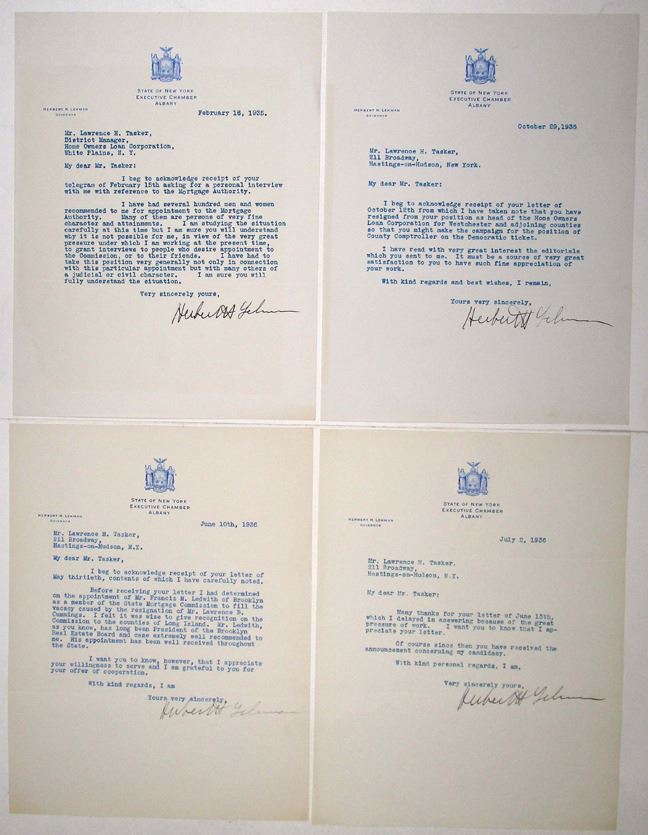 STATE OF NEW YORK
EXECUTIVE CHAMBER
ALBANY
HERBERT H. LEHMAN
GOVERNOR
February 16, 1935.
Mr. Lawrence H. Tasker,
District Manager,
Home Owners Loan Corporation,
White Plains, N. Y.
My dear Mr. Tasker:
I beg to acknowledge receipt of your
telegram of February 15th asking for a personal interview
with me with reference to the Mortgage Authority.
I have had several hundred men and women
recommended to me for appointment to the Mortgage
Authority. Many of them are persons of very fine
character and attainments. I am studying the situation
carefully at this time but I am sure you will understand
why it is not possible for me, in view of the very great
pressure under which I am working at the present time,
to grant interviews to people who desire appointment to
the Commission, or to their friends. I have had to
take this position very generally not only in connection
with this particular appointment but with many others of
a judicial or civil character. I am sure you will
fully understand the situation.
Very sincerely yours,
Herbert H Lehman
STATE OF NEW YORK
EXECUTIVE CHAMBER
ALBANY
HERBERT H. LEHMAN
GOVERNOR
October 29, 1935
Mr. Lawrence H. Tasker,
211 Broadway,
Hastings-on-Hudson, New York.
My dear Mr. Tasker:
I beg to acknowledge receipt of your letter of
October 12th from which I have taken note that you have
resigned from your position as head of the Home Owners
Loan Corporation for Westchester and adjoining counties
so that you might make the campaign for the position of
County Comptroller on the Democratic ticket.
I have read with very great interest the editorials
which you sent to me. It must be a source of very great
satisfaction to you to have such fine appreciation of
your work.
With kind regards and best wishes, I remain,
Yours very sincerely,
Herbert H Lehman
STATE OF NEW YORK
EXECUTIVE CHAMBER
ALBANY
HERBERT H. LEHMAN
GOVERNOR
June 10th, 1936
Mr. Lawrence H. Tasker,
211 Broadway,
Hastings-on-Hudson, N.Y.
My dear Mr. Tasker,
I beg to acknowledge receipt of your letter of
May thirtieth, contents of which I have carefully noted.
Before receiving your letter I had determined
on the appointment of Mr. Francis M. Ledwith of Brooklyn
as a member of the State Mortgage Commission to fill the
vacancy caused by the resignation of Mr. Lawrence B.
Cummings. I felt it was wise to give recognition on the
Commission to the counties of Long Island. Mr. Ledwith,
as you know, has long been President of the Brooklyn
Real Estate Board and came extremely well recommended to
me. His appointment has been well received throughout
the State.
I want you to know, however, that I appreciate
your willingness to serve and I am grateful to you for
your offer of cooperation.
With kind regards, I am
Yours very sincerely,
Herbert H Lehman
STATE OF NEW YORK
EXECUTIVE CHAMBER
ALBANY
HERBERT H. LEHMAN
GOVERNOR
July 2, 1936
Mr. Lawrence H. Tasker,
211 Broadway,
Hastings-on-Hudson, N.Y.
My dear Mr. Tasker:
Many thanks for your letter of June 13th,
which I delayed in answering because of the great
pressure of work. I want you to know that I ap-
preciate your letter.
Of course since then you have received the
announcement concerning my candidacy.
With kind personal regards, I am,
Very sincerely yours,
Herbert H Lehman